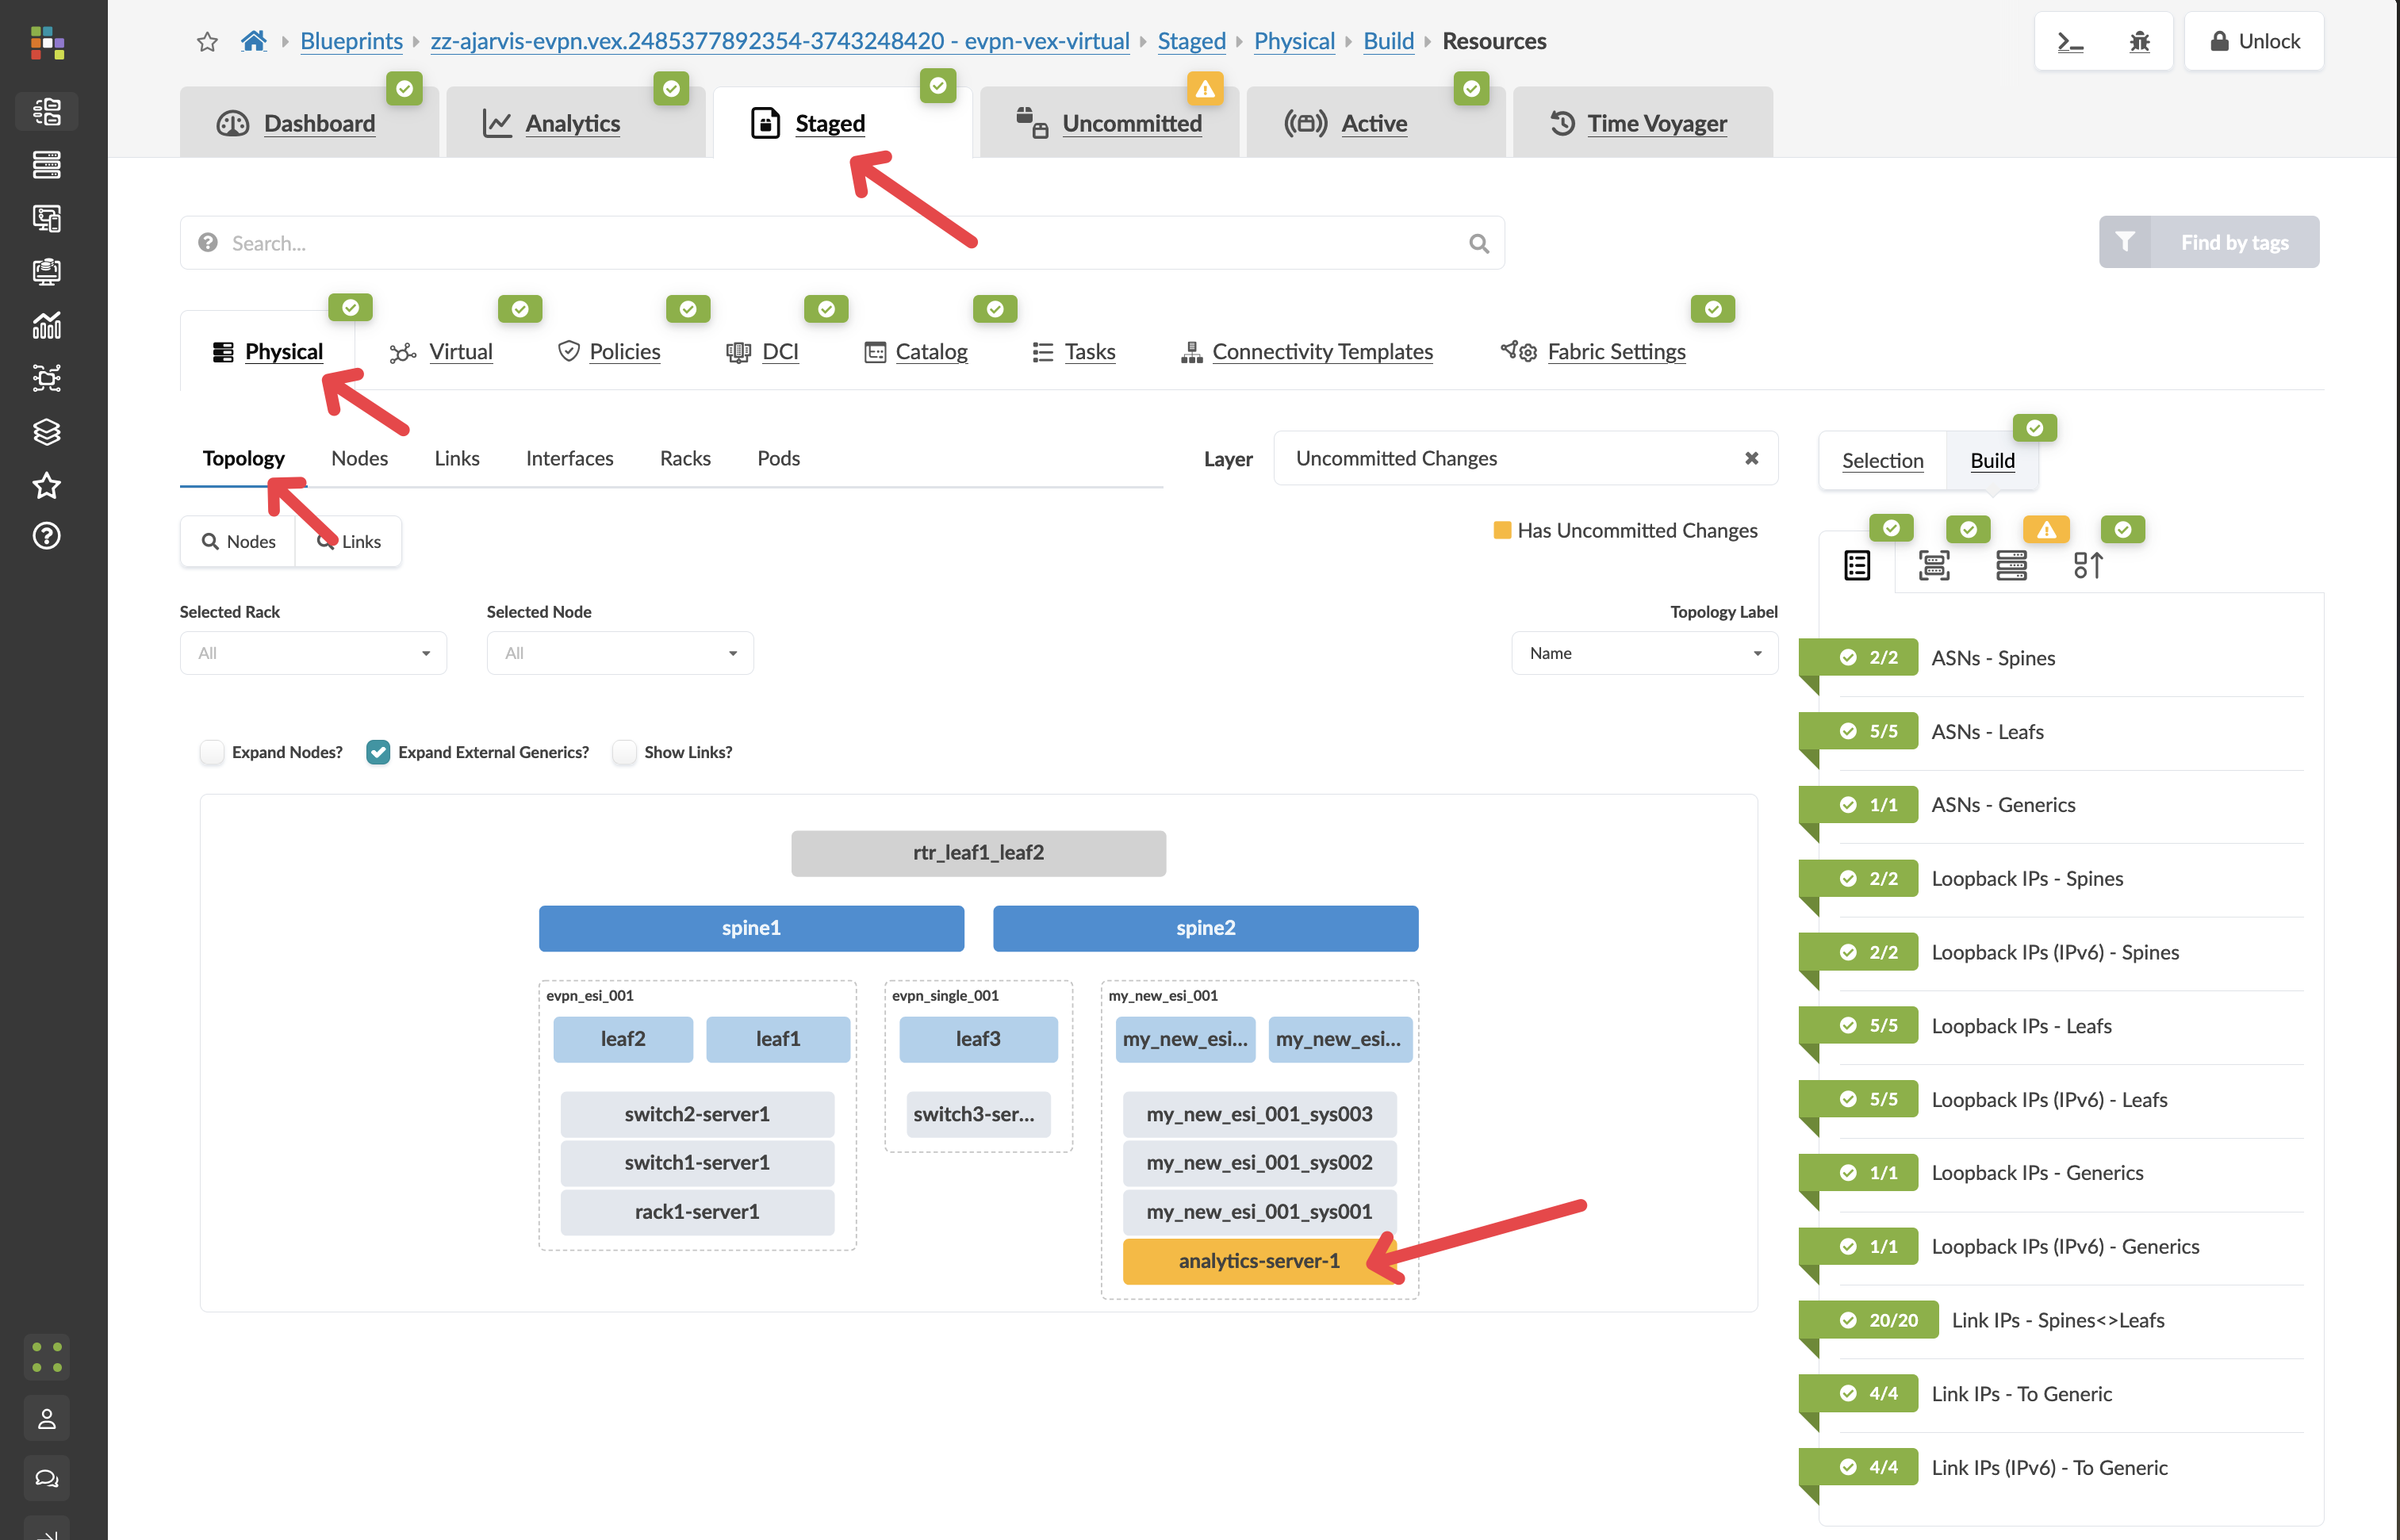 Blueprints zz-ajarvis-evpn.vex.2485377892354-3743248420 - evpn-vex-virtual Staged Physical Build Resources
Unlock
Dashboard Analytics Staged Uncommitted Active Time Voyager
Search...
Find by tags
Physical Virtual Policies DCI Catalog Tasks Connectivity Templates Fabric Settings
Topology Nodes Links Interfaces Racks Pods
Layer Uncommitted Changes
Selection Build
Nodes Links
Has Uncommitted Changes
Selected Rack Selected Node Topology Label
All All Name
Expand Nodes? Expand External Generics? Show Links?
rtr_leaf1_leaf2
spine1 spine2
evpn_esi_001 evpn_single_001 my_new_esi_001
leaf2 leaf1 leaf3 my_new_esi... my_new_esi...
switch2-server1 switch3-ser... my_new_esi_001_sys003
switch1-server1 my_new_esi_001_sys002
rack1-server1 my_new_esi_001_sys001
analytics-server-1
2/2 ASNs - Spines
5/5 ASNs - Leafs
1/1 ASNs - Generics
2/2 Loopback IPs - Spines
2/2 Loopback IPs (IPv6) - Spines
5/5 Loopback IPs - Leafs
5/5 Loopback IPs (IPv6) - Leafs
1/1 Loopback IPs - Generics
1/1 Loopback IPs (IPv6) - Generics
20/20 Link IPs - Spines<>Leafs
4/4 Link IPs - To Generic
4/4 Link IPs (IPv6) - To Generic